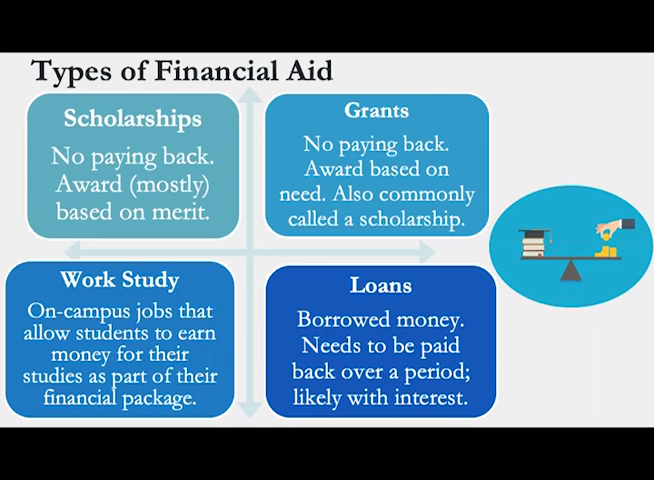 Types of Financial Aid
Scholarships
No paying back.
Award (mostly)
based on merit.
Grants
No paying back.
Award based on
need. Also commonly
called a scholarship.
Work Study
On-campus jobs that
allow students to earn
money for their
studies as part of their
financial package.
Loans
Borrowed money.
Needs to be paid
back over a period;
likely with interest.